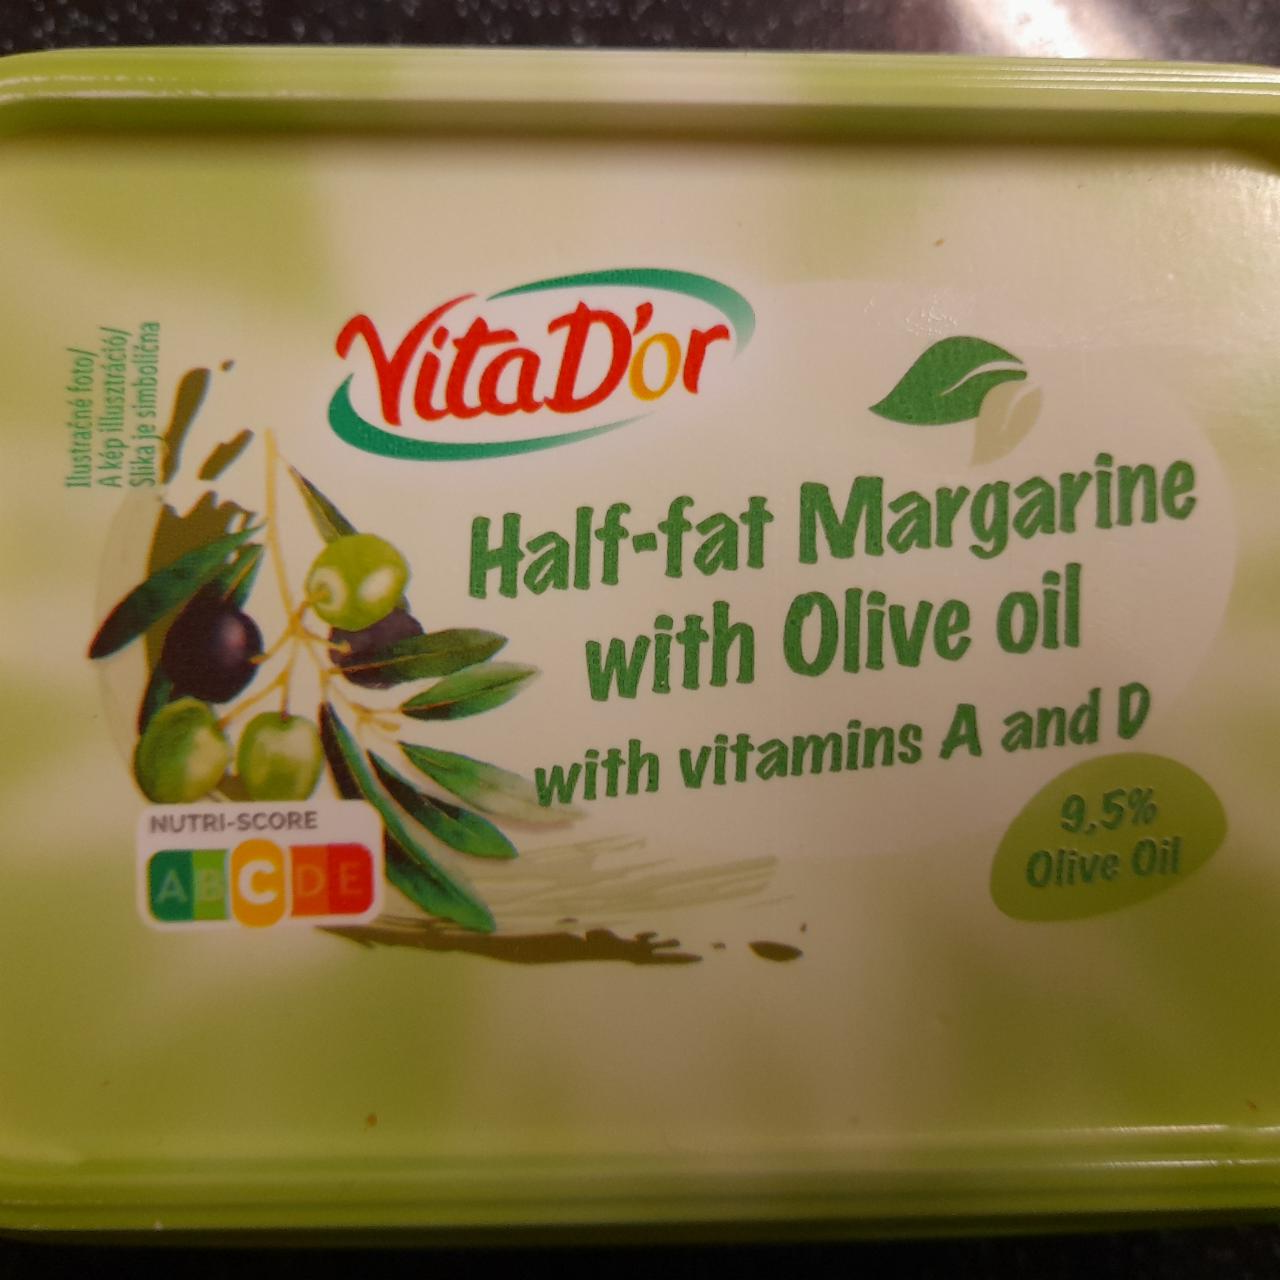 Ilustračné foto/
A kép illusztráció/
Slika je simbolična
Vita D'or
Half-fat Margarine
with Olive oil
with vitamins A and D
9,5%
Olive Oil
NUTRI-SCORE
A B C D E